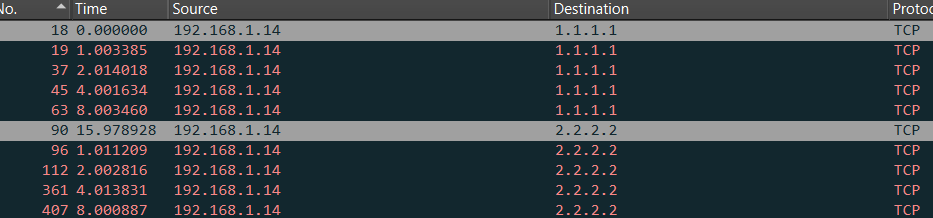 No. Time Source Destination Protoc
18 0.000000 192.168.1.14 1.1.1.1 TCP
19 1.003385 192.168.1.14 1.1.1.1 TCP
37 2.014018 192.168.1.14 1.1.1.1 TCP
45 4.001634 192.168.1.14 1.1.1.1 TCP
63 8.003460 192.168.1.14 1.1.1.1 TCP
90 15.978928 192.168.1.14 2.2.2.2 TCP
96 1.011209 192.168.1.14 2.2.2.2 TCP
112 2.002816 192.168.1.14 2.2.2.2 TCP
361 4.013831 192.168.1.14 2.2.2.2 TCP
407 8.000887 192.168.1.14 2.2.2.2 TCP